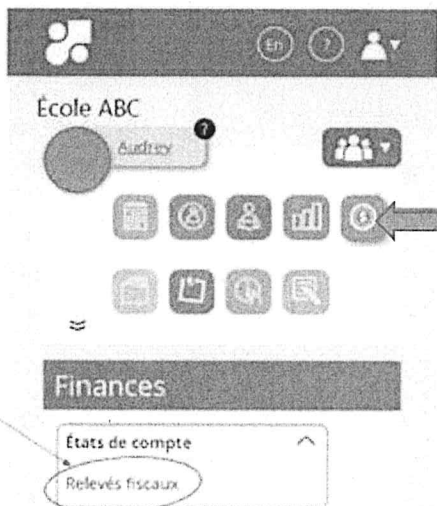 En ?
École ABC
Audrey ?
Finances
États de compte
Relevés fiscaux